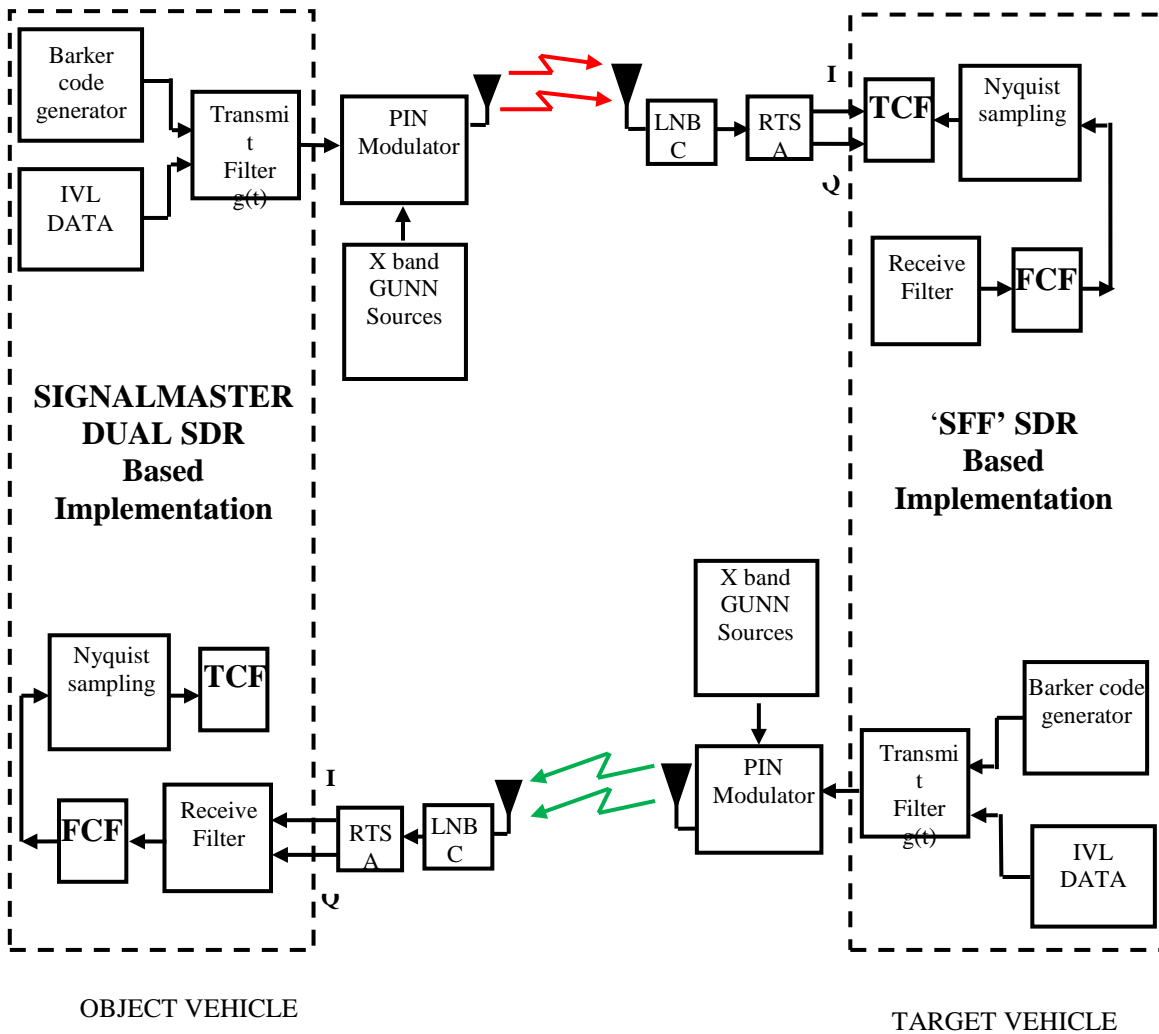 Barker
code
generator
Transmi
t
Filter
g(t)
IVL
DATA
PIN
Modulator
X band
GUNN
Sources
LNB
C
RTS
A
I
Q
TCF
Nyquist
sampling
Receive
Filter
FCF
SIGNALMASTER
DUAL SDR
Based
Implementation
‘SFF’ SDR
Based
Implementation
X band
GUNN
Sources
Nyquist
sampling
TCF
FCF
Receive
Filter
I
Q
RTS
A
LNB
C
PIN
Modulator
Transmi
t
Filter
g(t)
Barker code
generator
IVL
DATA
OBJECT VEHICLE
TARGET VEHICLE